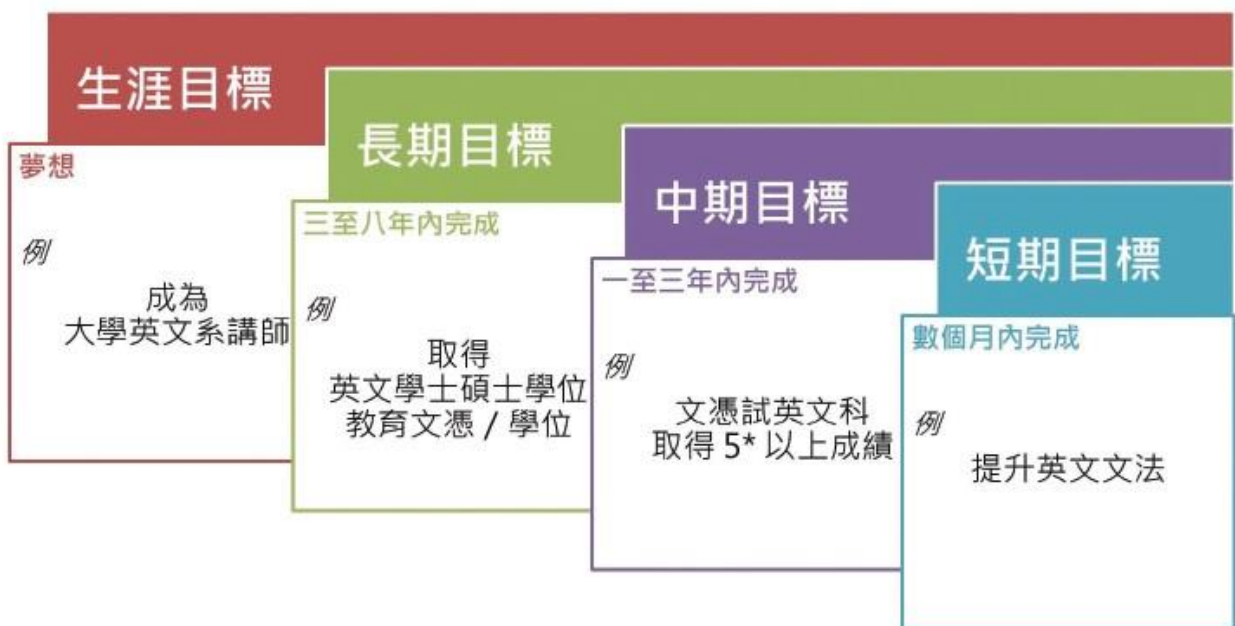 生涯目標
夢想
例
成為
大學英文系講師
長期目標
三至八年內完成
例
取得
英文學士碩士學位
教育文憑 / 學位
中期目標
一至三年內完成
例
文憑試英文科
取得 5* 以上成績
短期目標
數個月內完成
例
提升英文文法